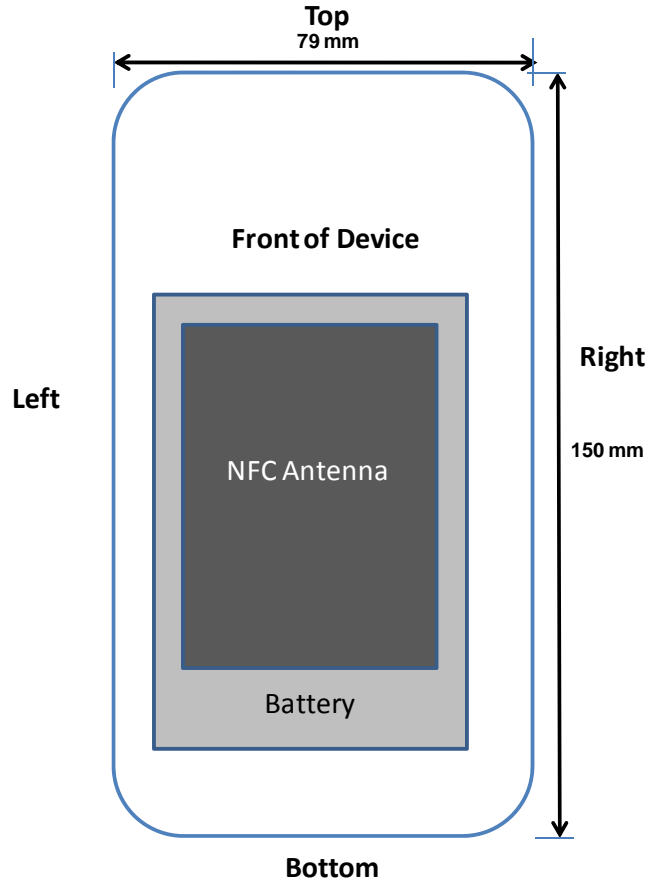 Top
79 mm
Front of Device
Right
Left
150 mm
NFC Antenna
Battery
Bottom